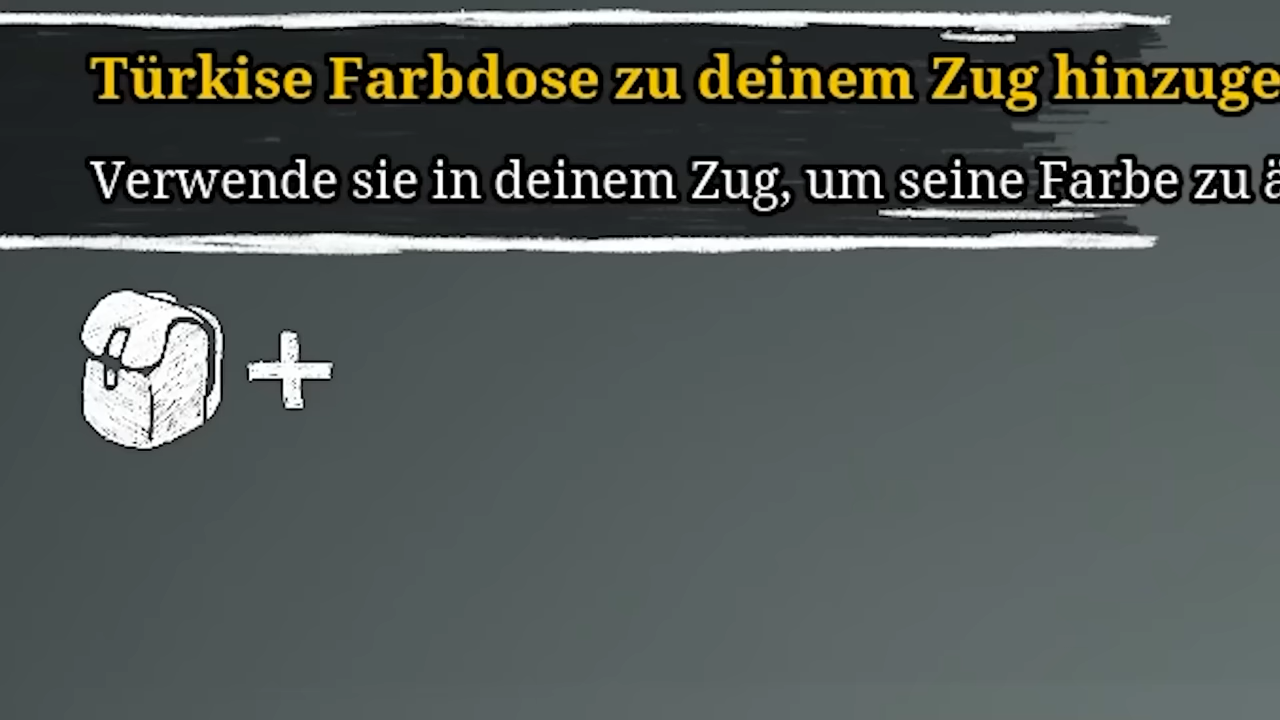 Türkise Farbdose zu deinem Zug hinzuge
Verwende sie in deinem Zug, um seine Farbe zu ä